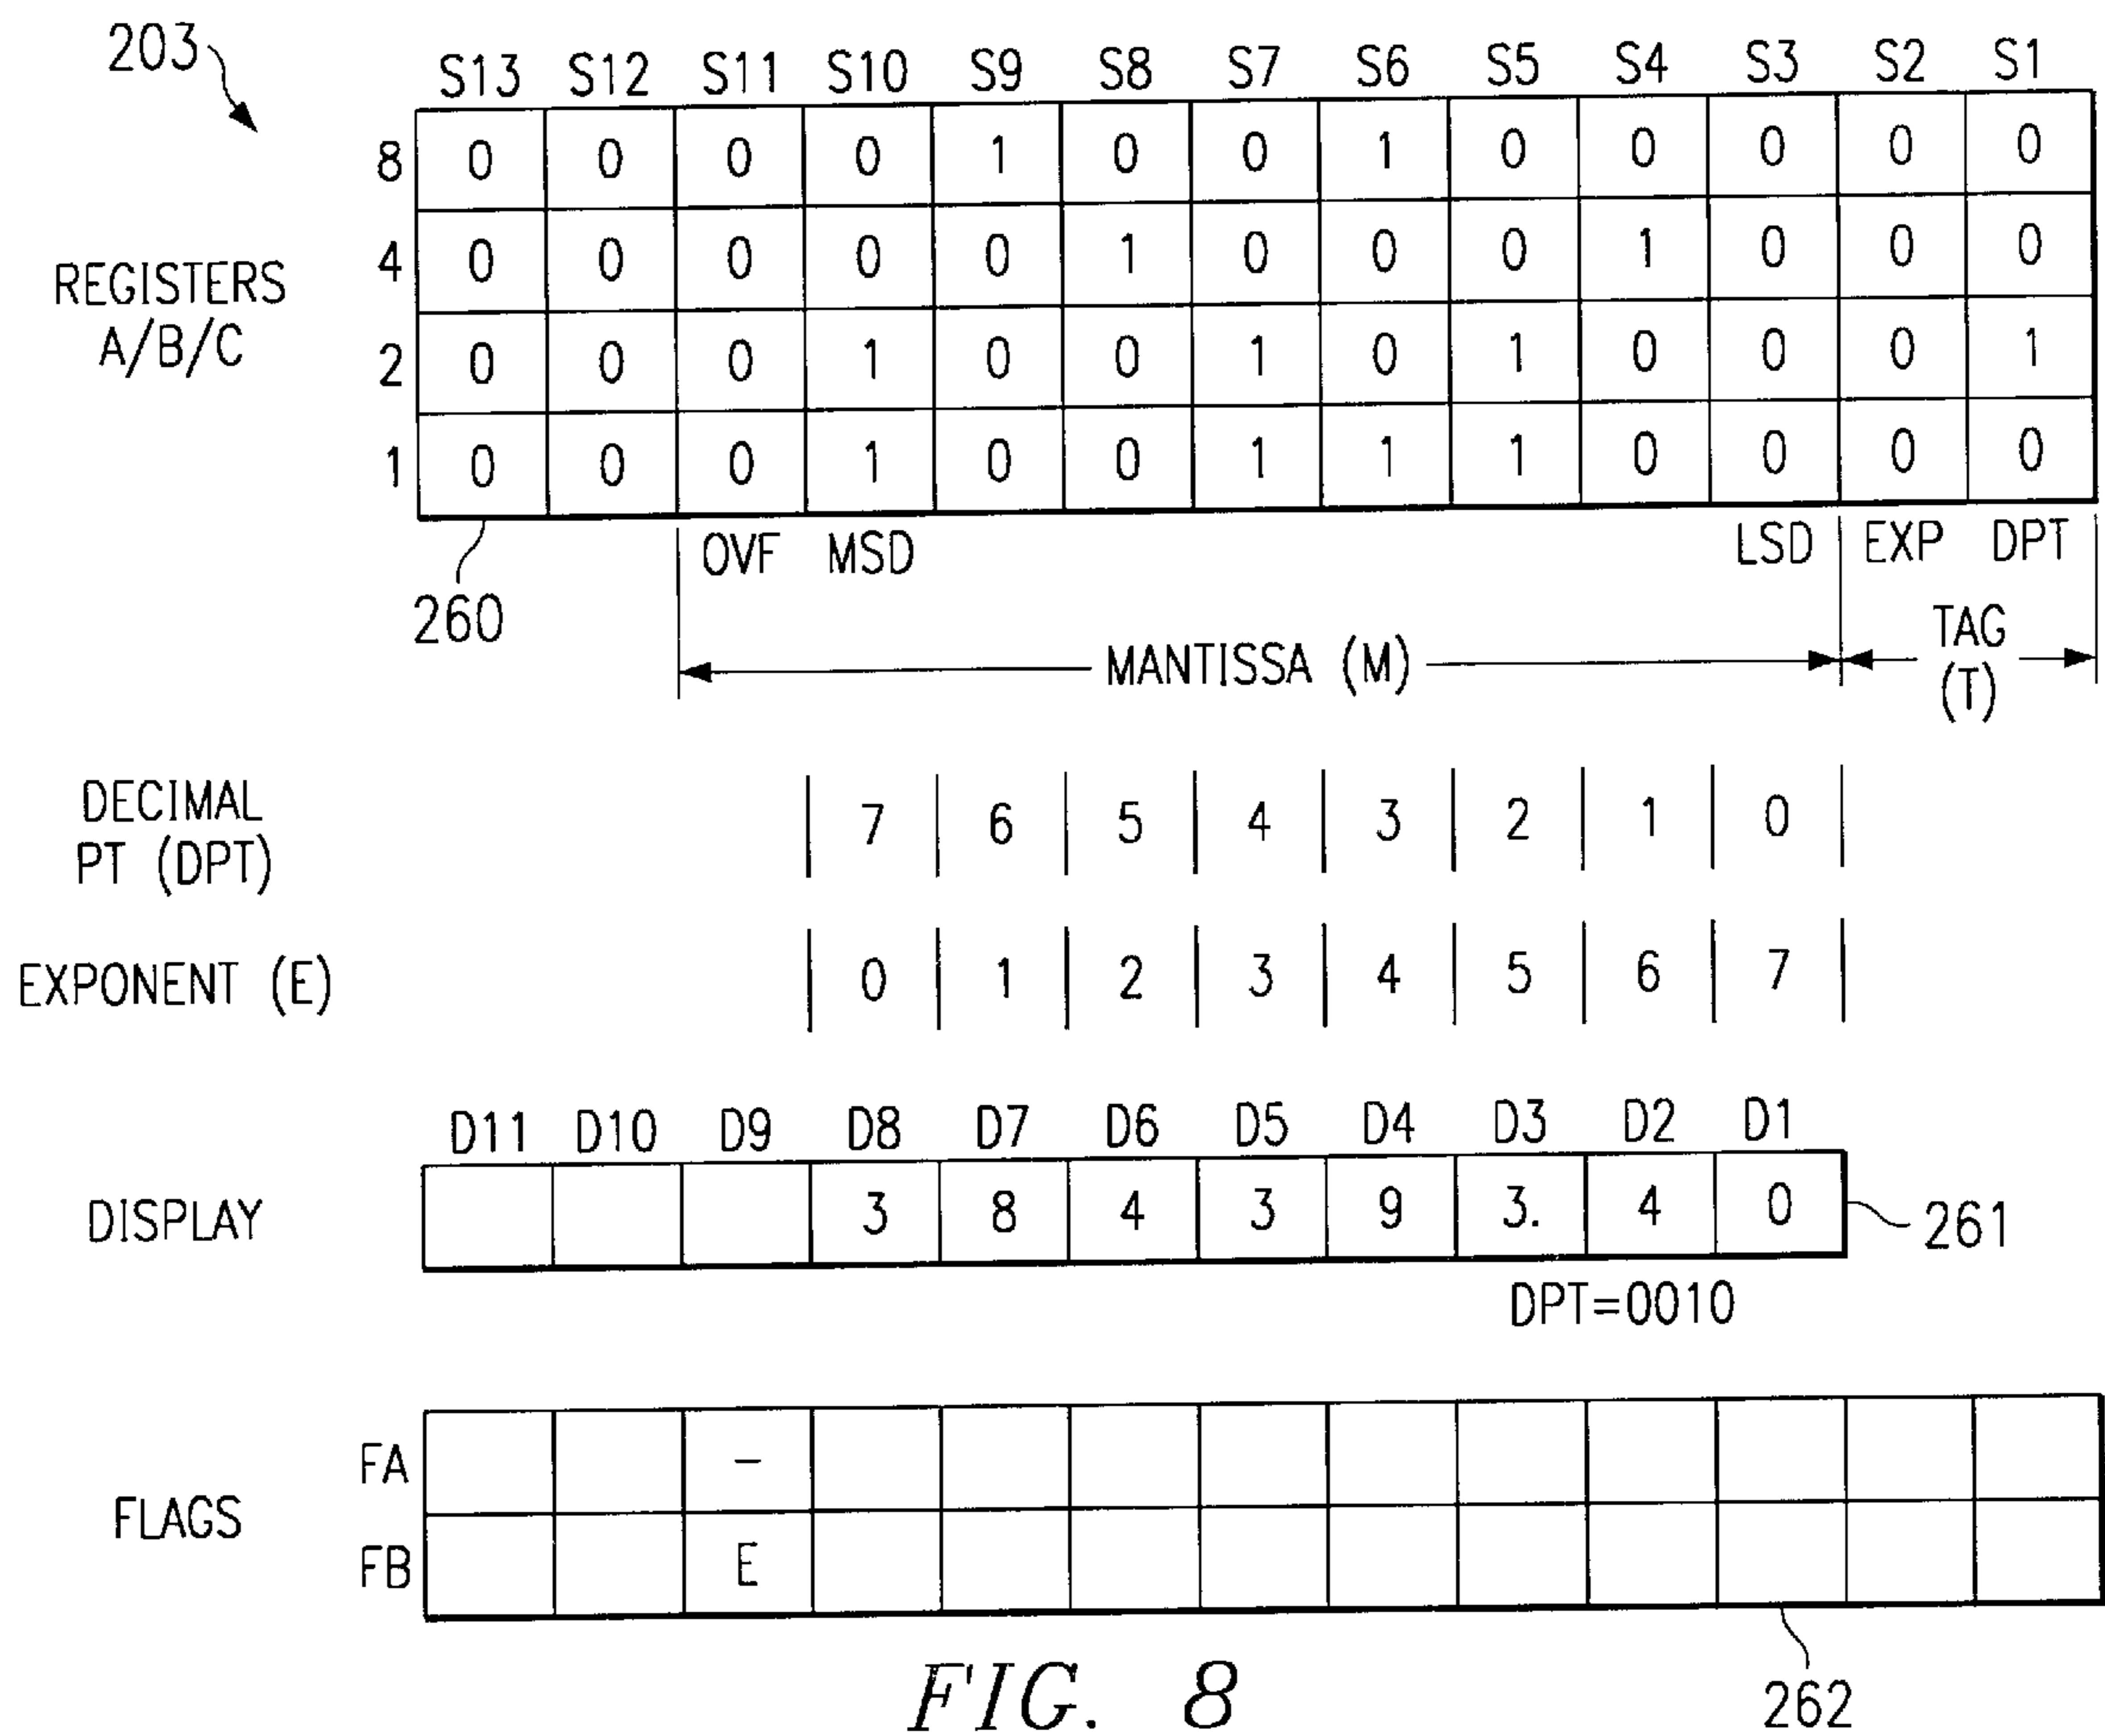 203
S13 S12 S11 S10 S9 S8 S7 S6 S5 S4 S3 S2 S1
8 0 0 0 0 1 0 0 1 0 0 0 0 0
REGISTERS
A/B/C
4 0 0 0 0 0 1 0 0 0 1 0 0 0
2 0 0 0 1 0 0 1 0 1 0 0 0 1
1 0 0 0 1 0 0 1 1 1 0 0 0 0
OVF MSD LSD EXP DPT
260
MANTISSA (M)
TAG
(T)
DECIMAL
PT (DPT)
7 6 5 4 3 2 1 0
EXPONENT (E) 0 1 2 3 4 5 6 7
D11 D10 D9 D8 D7 D6 D5 D4 D3 D2 D1
DISPLAY 3 8 4 3 9 3. 4 0 261
DPT=0010
FLAGS
FA –
FB E
262
FIG. 8